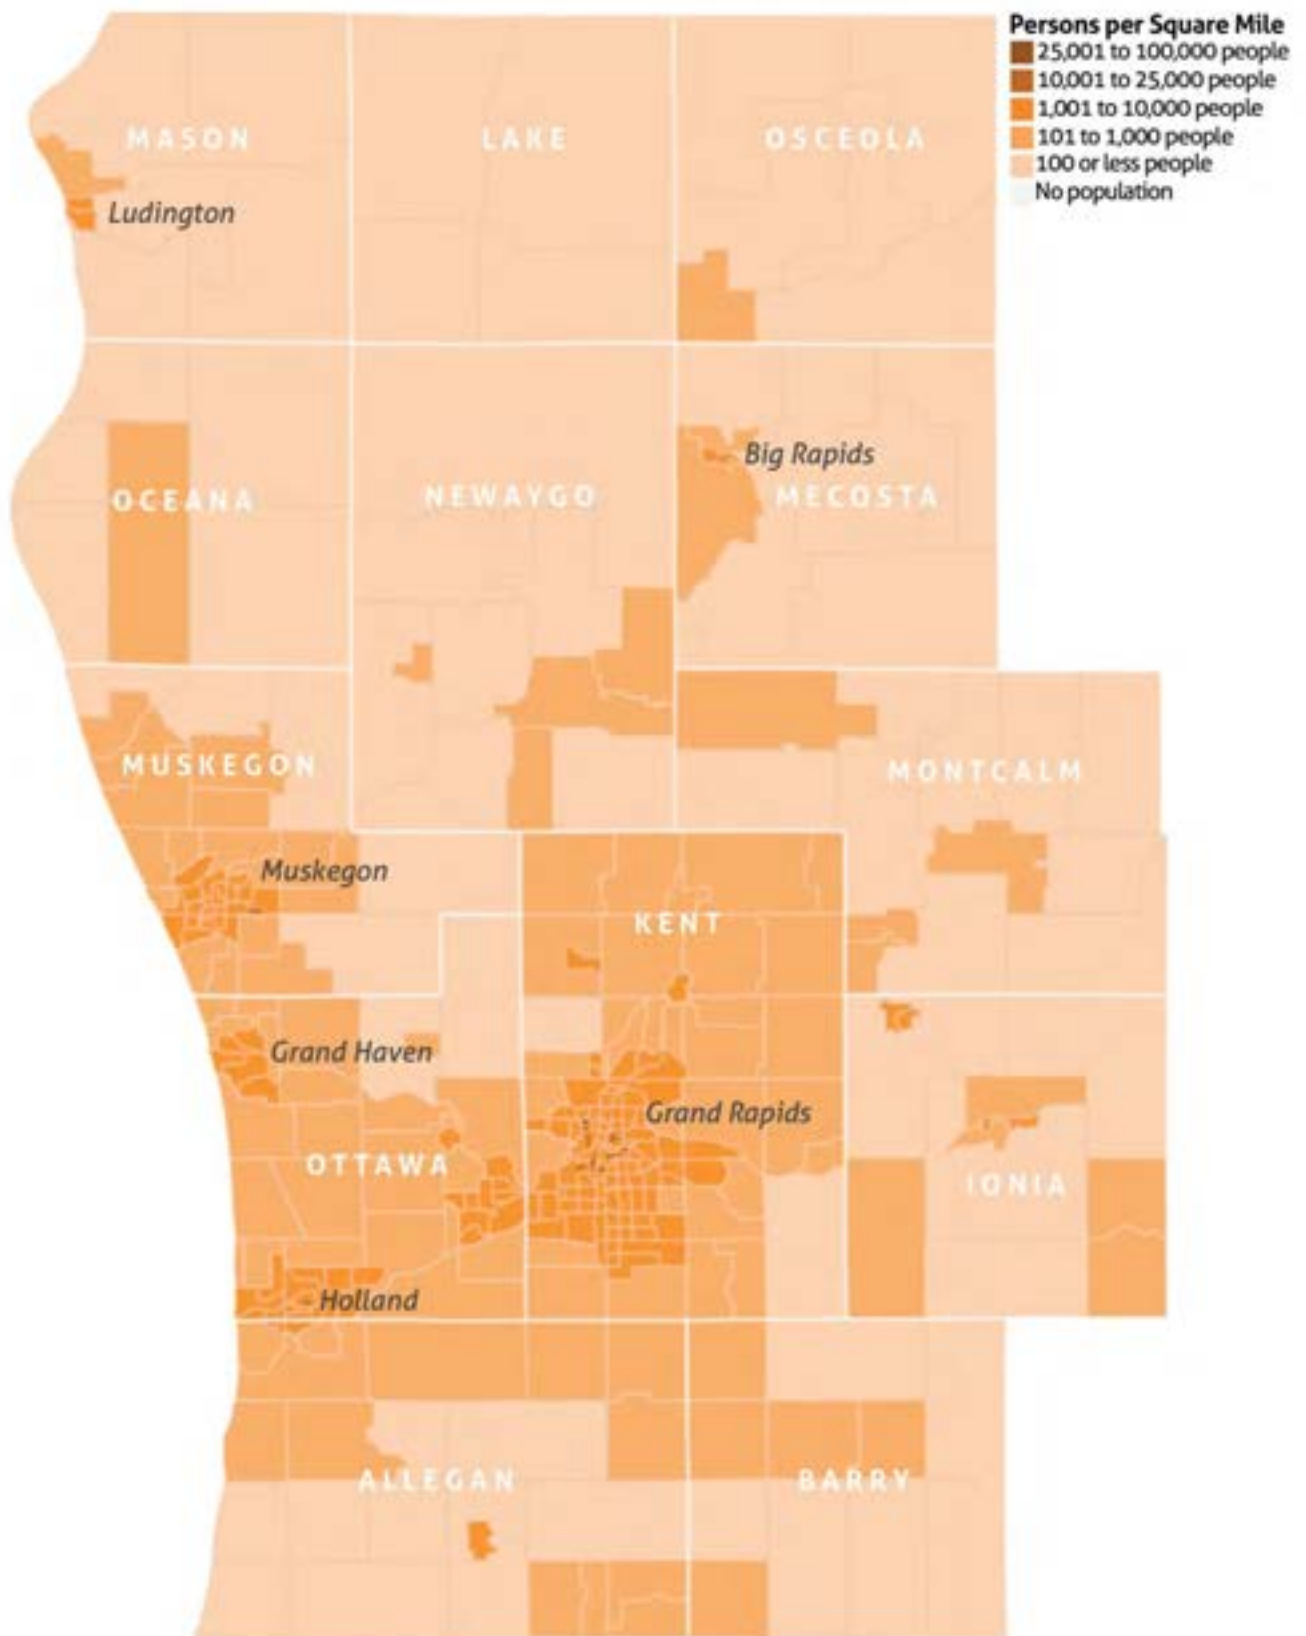 Persons per Square Mile
25,001 to 100,000 people
10,001 to 25,000 people
1,001 to 10,000 people
101 to 1,000 people
100 or less people
No population
MASON
LAKE
OSCEOLA
Ludington
Big Rapids
OCEANA
NEWAYGO
MECOSTA
MUSKEGON
MONTCALM
Muskegon
KENT
Grand Haven
Grand Rapids
OTTAWA
IONIA
Holland
ALLEGAN
BARRY